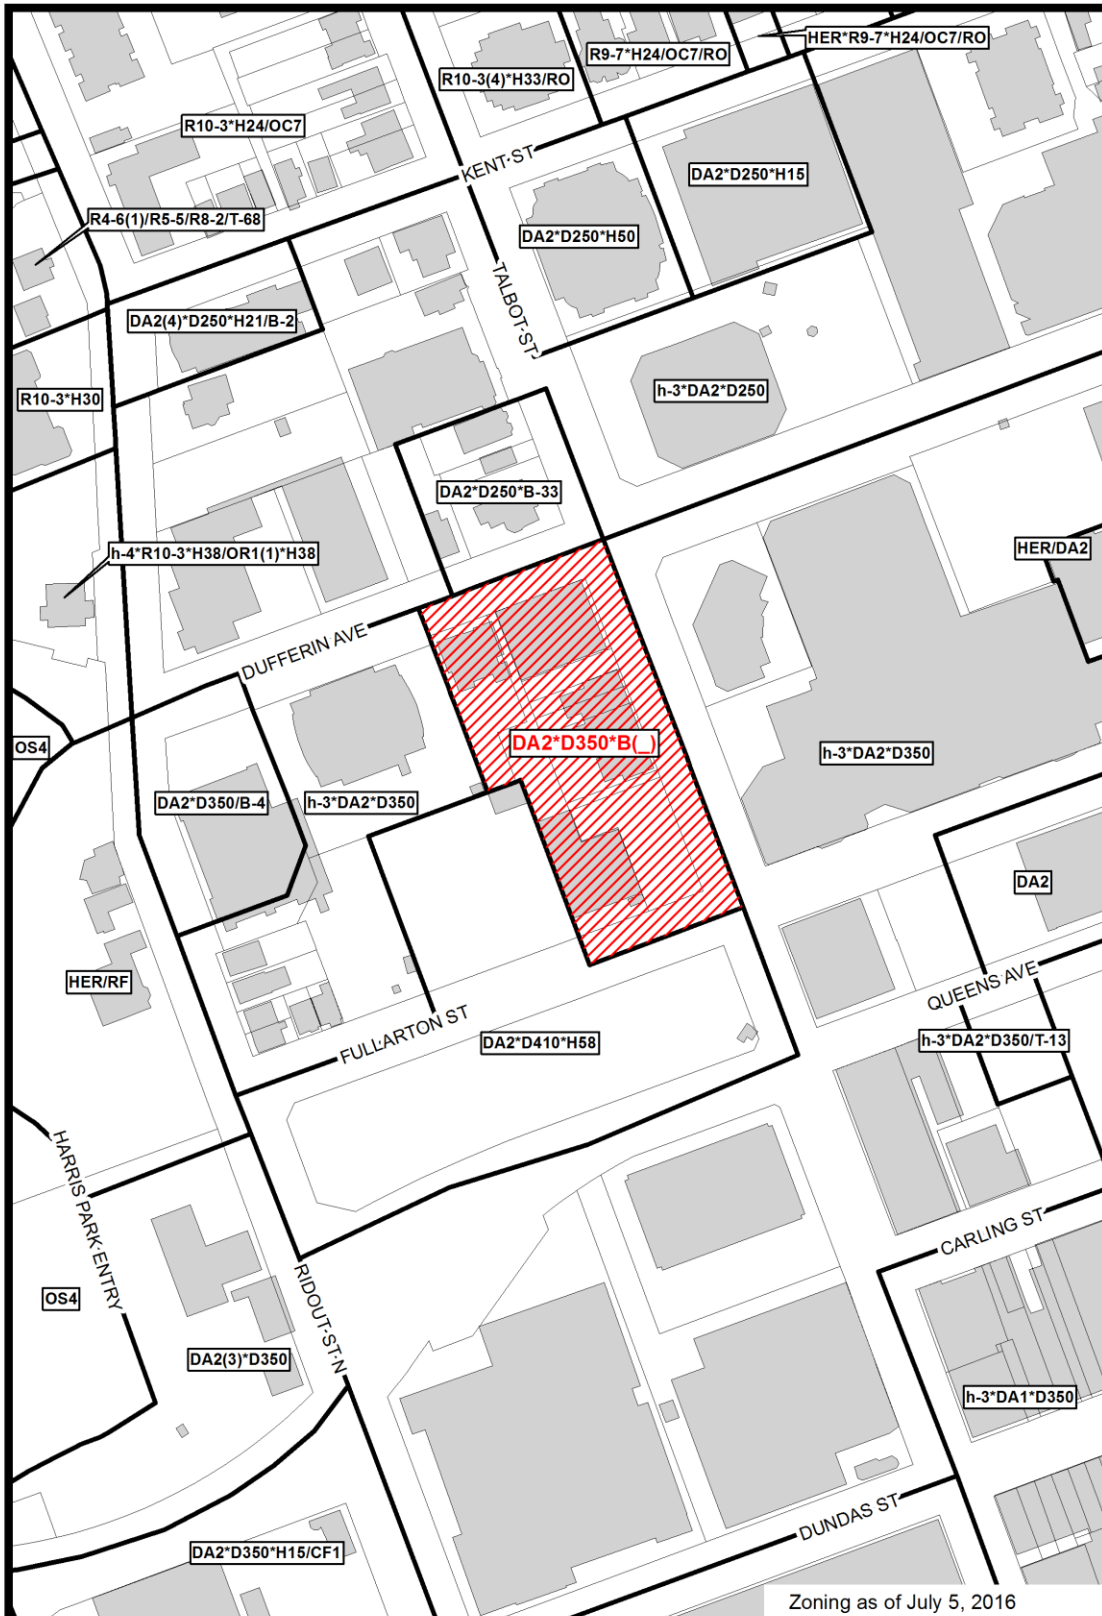 HER*R9-7*H24/OC7/RO
R9-7*H24/OC7/RO
R10-3(4)*H33/RO
R10-3*H24/OC7
KENT ST
DA2*D250*H15
R4-6(1)/R5-5/R8-2/T-68
DA2*D250*H50
TALBOT ST
DA2(4)*D250*H21/B-2
R10-3*H30
h-3*DA2*D250
DA2*D250*B-33
h-4*R10-3*H38/OR1(1)*H38
HER/DA2
DUFFERIN AVE
OS4
DA2*D350*B(_)
h-3*DA2*D350
DA2*D350/B-4
h-3*DA2*D350
DA2
HER/RF
QUEENS AVE
FULLARTON ST
DA2*D410*H58
h-3*DA2*D350/T-13
HARRIS PARK ENTRY
CARLING ST
OS4
RIDOUT ST N
DA2(3)*D350
h-3*DA1*D350
DUNDAS ST
DA2*D350*H15/CF1
Zoning as of July 5, 2016